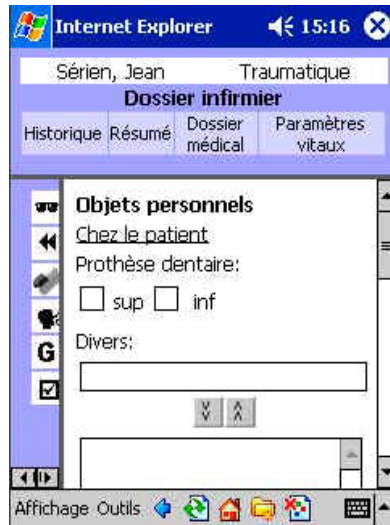 Internet Explorer 15:16
Sérien, Jean Traumatique
Dossier infirmier
Historique Résumé Dossier médical Paramètres vitaux
Objets personnels
Chez le patient
Prothèse dentaire:
sup inf
G
Divers:
Affichage Outils